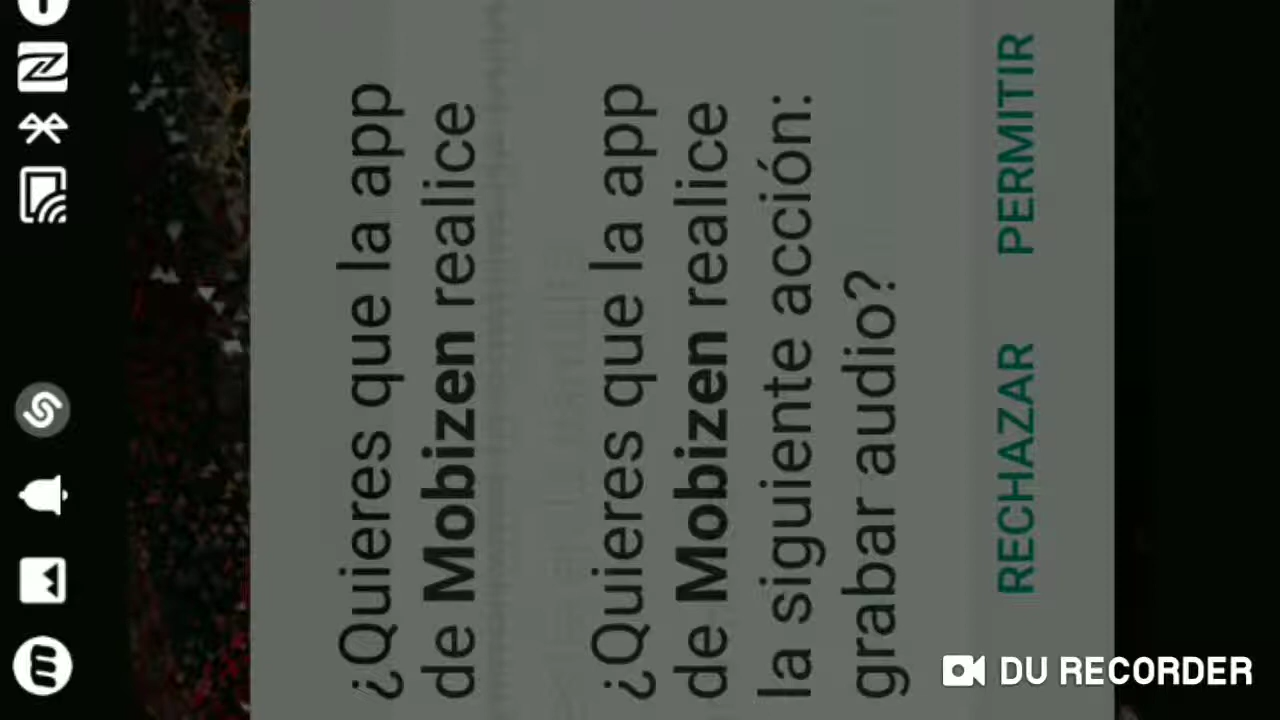 ¿Quieres que la app
de Mobizen realice
¿Quieres que la app
de Mobizen realice
la siguiente acción:
grabar audio?
RECHAZAR PERMITIR
DU RECORDER